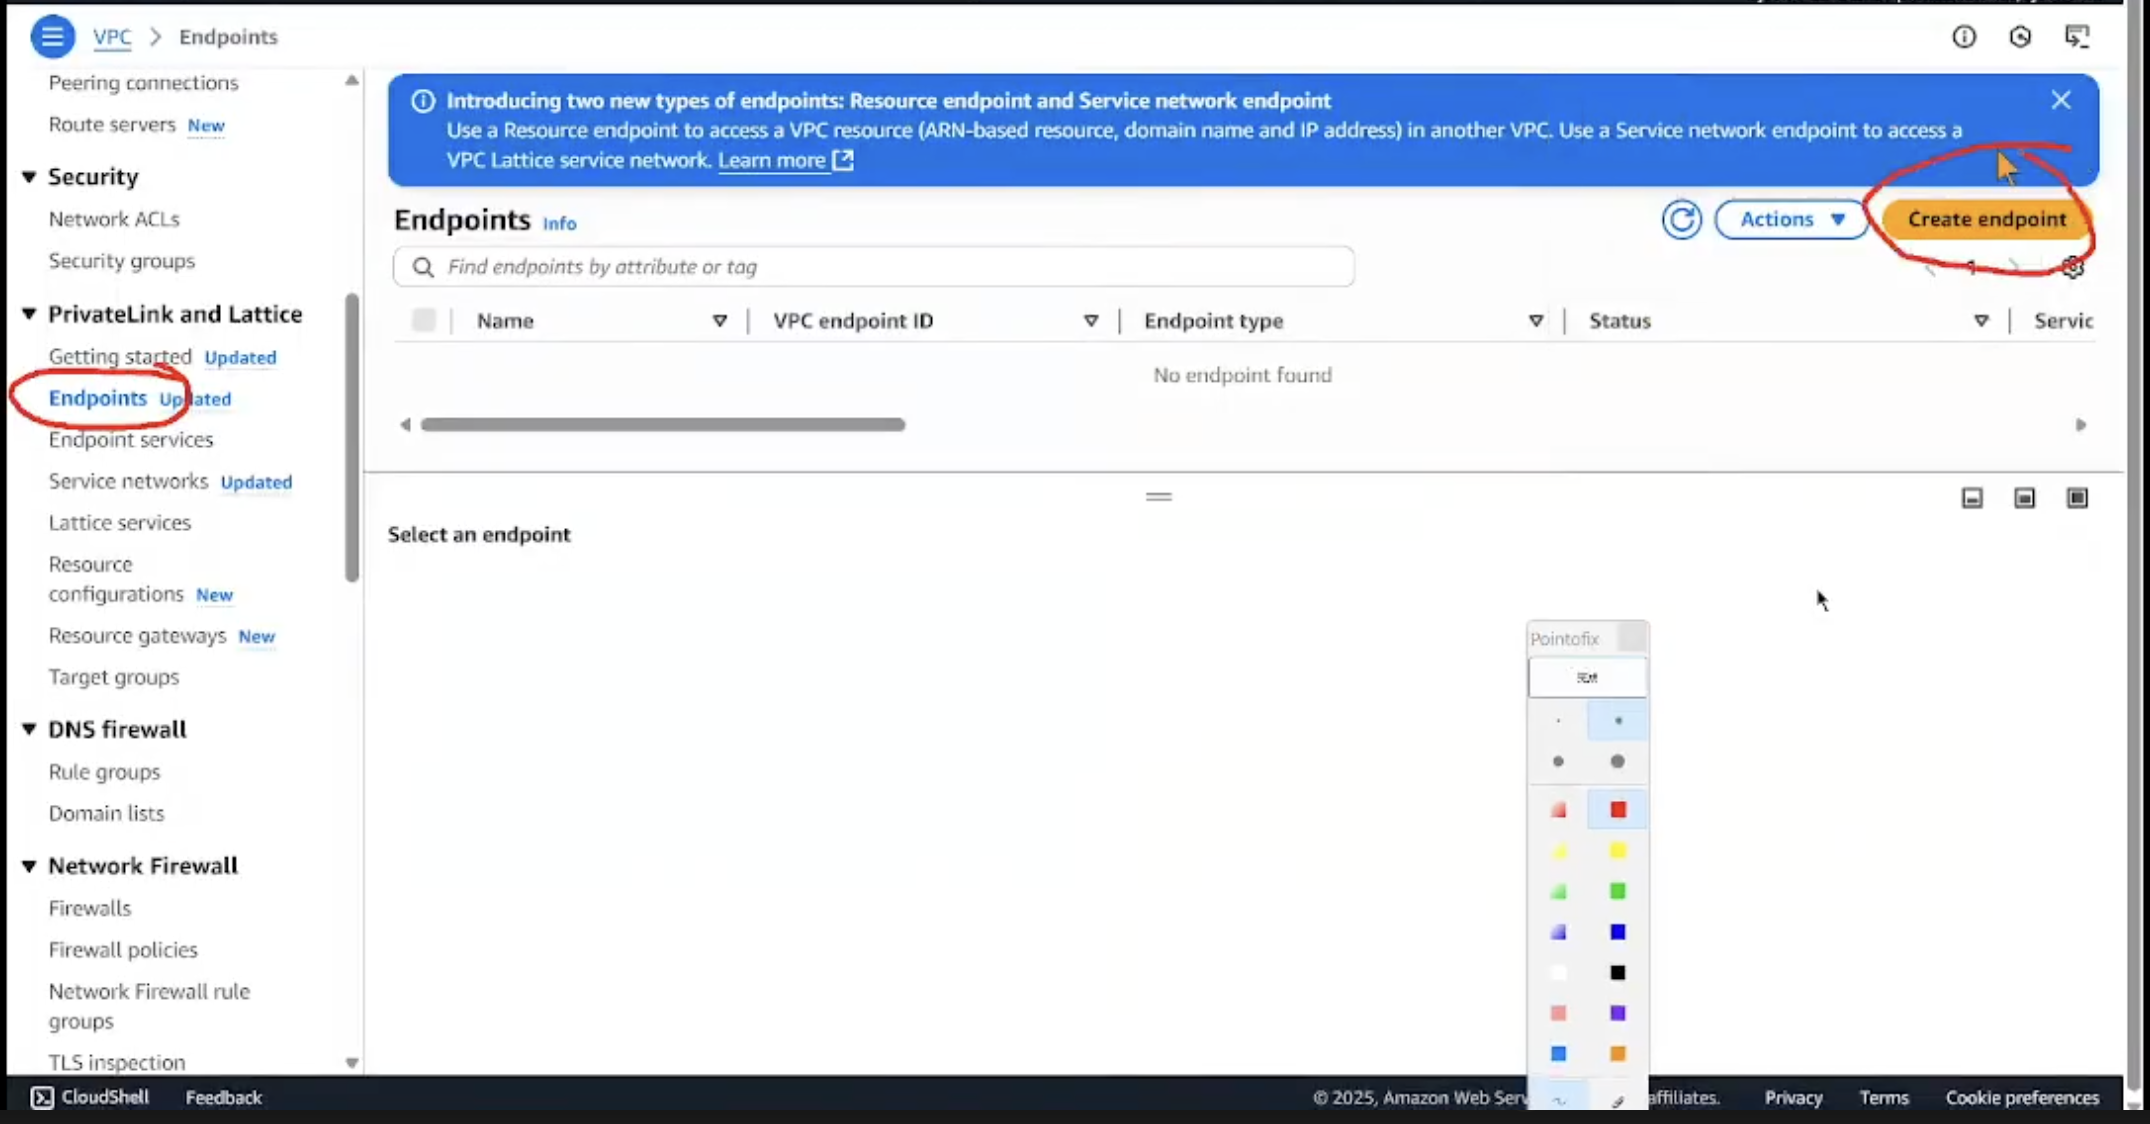 VPC > Endpoints
Peering connections
Route servers New
Security
Network ACLs
Security groups
PrivateLink and Lattice
Getting started Updated
Endpoints Updated
Endpoint services
Service networks Updated
Lattice services
Resource
configurations New
Resource gateways New
Target groups
DNS firewall
Rule groups
Domain lists
Network Firewall
Firewalls
Firewall policies
Network Firewall rule
groups
TLS inspection
Introducing two new types of endpoints: Resource endpoint and Service network endpoint
Use a Resource endpoint to access a VPC resource (ARN-based resource, domain name and IP address) in another VPC. Use a Service network endpoint to access a
VPC Lattice service network. Learn more
Endpoints Info
Actions
Create endpoint
Find endpoints by attribute or tag
1
Name
VPC endpoint ID
Endpoint type
Status
Servic
No endpoint found
Select an endpoint
Pointofix
CloudShell
Feedback
© 2025, Amazon Web Serv
affiliates.
Privacy
Terms
Cookie preferences